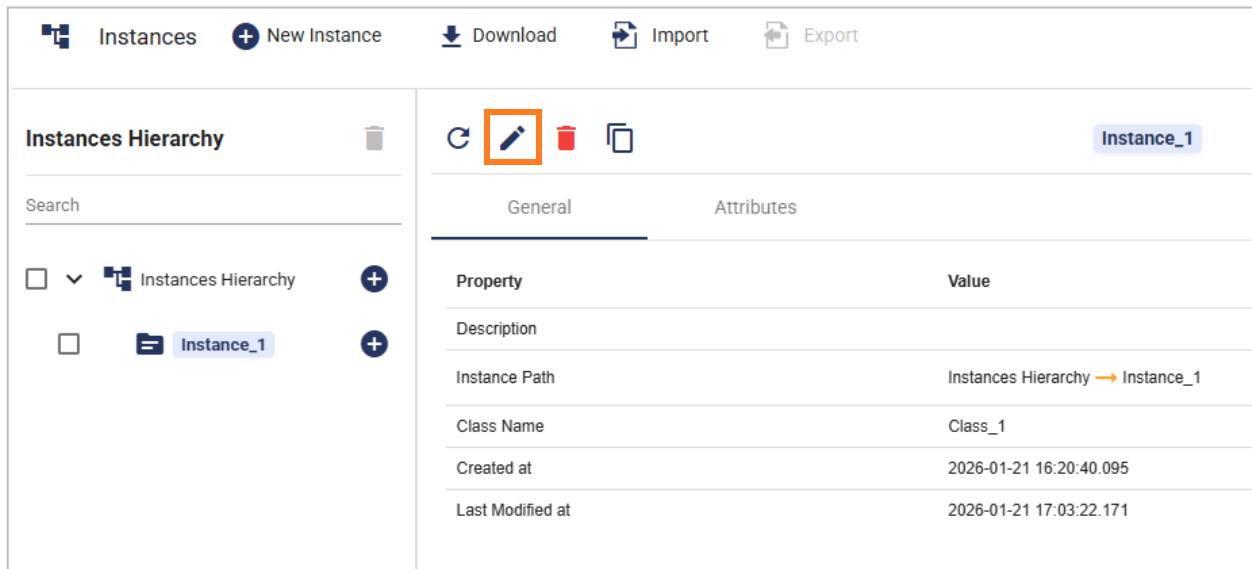 Instances New Instance Download Import Export
Instances Hierarchy
Search
Instances Hierarchy
Instance_1
Instance_1
General Attributes
Property Value
Description
Instance Path Instances Hierarchy → Instance_1
Class Name Class_1
Created at 2026-01-21 16:20:40.095
Last Modified at 2026-01-21 17:03:22.171